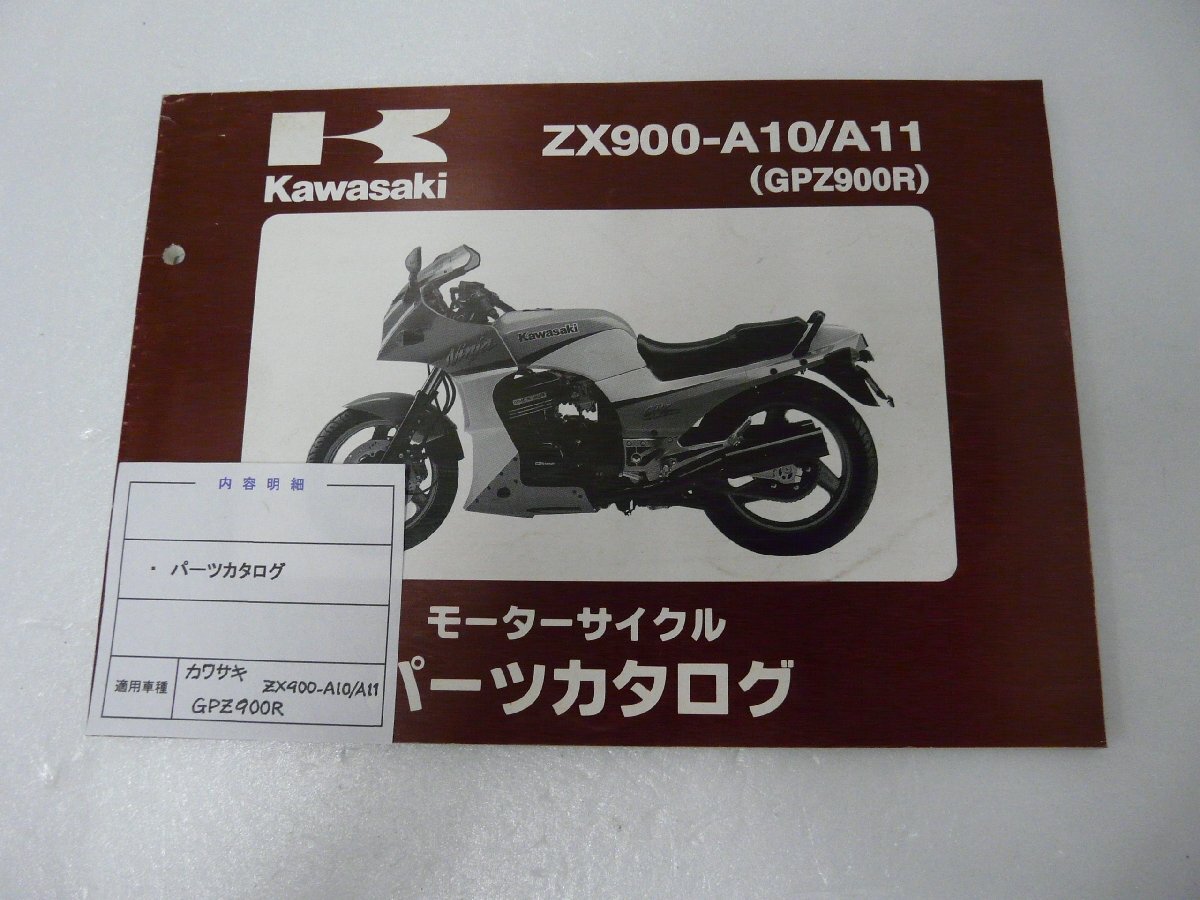 Kawasaki
ZX900-A10/A11
(GPZ900R)
Kawasaki
Ninja
モーターサイクル
パーツカタログ
内容明細
・ パーツカタログ
適用車種
カワサキ
ZX900-A10/A11
GPZ900R